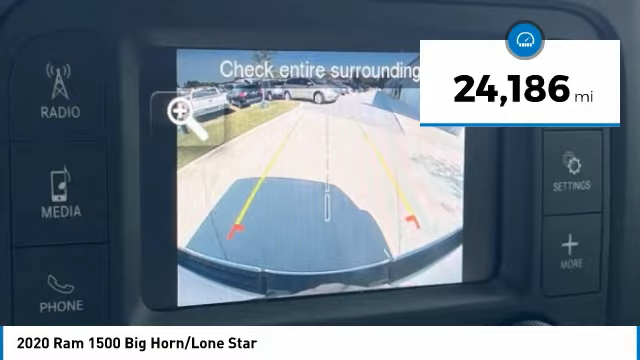 Check entire surrounding
24,186 mi
RADIO
MEDIA
PHONE
SETTINGS
MORE
2020 Ram 1500 Big Horn/Lone Star